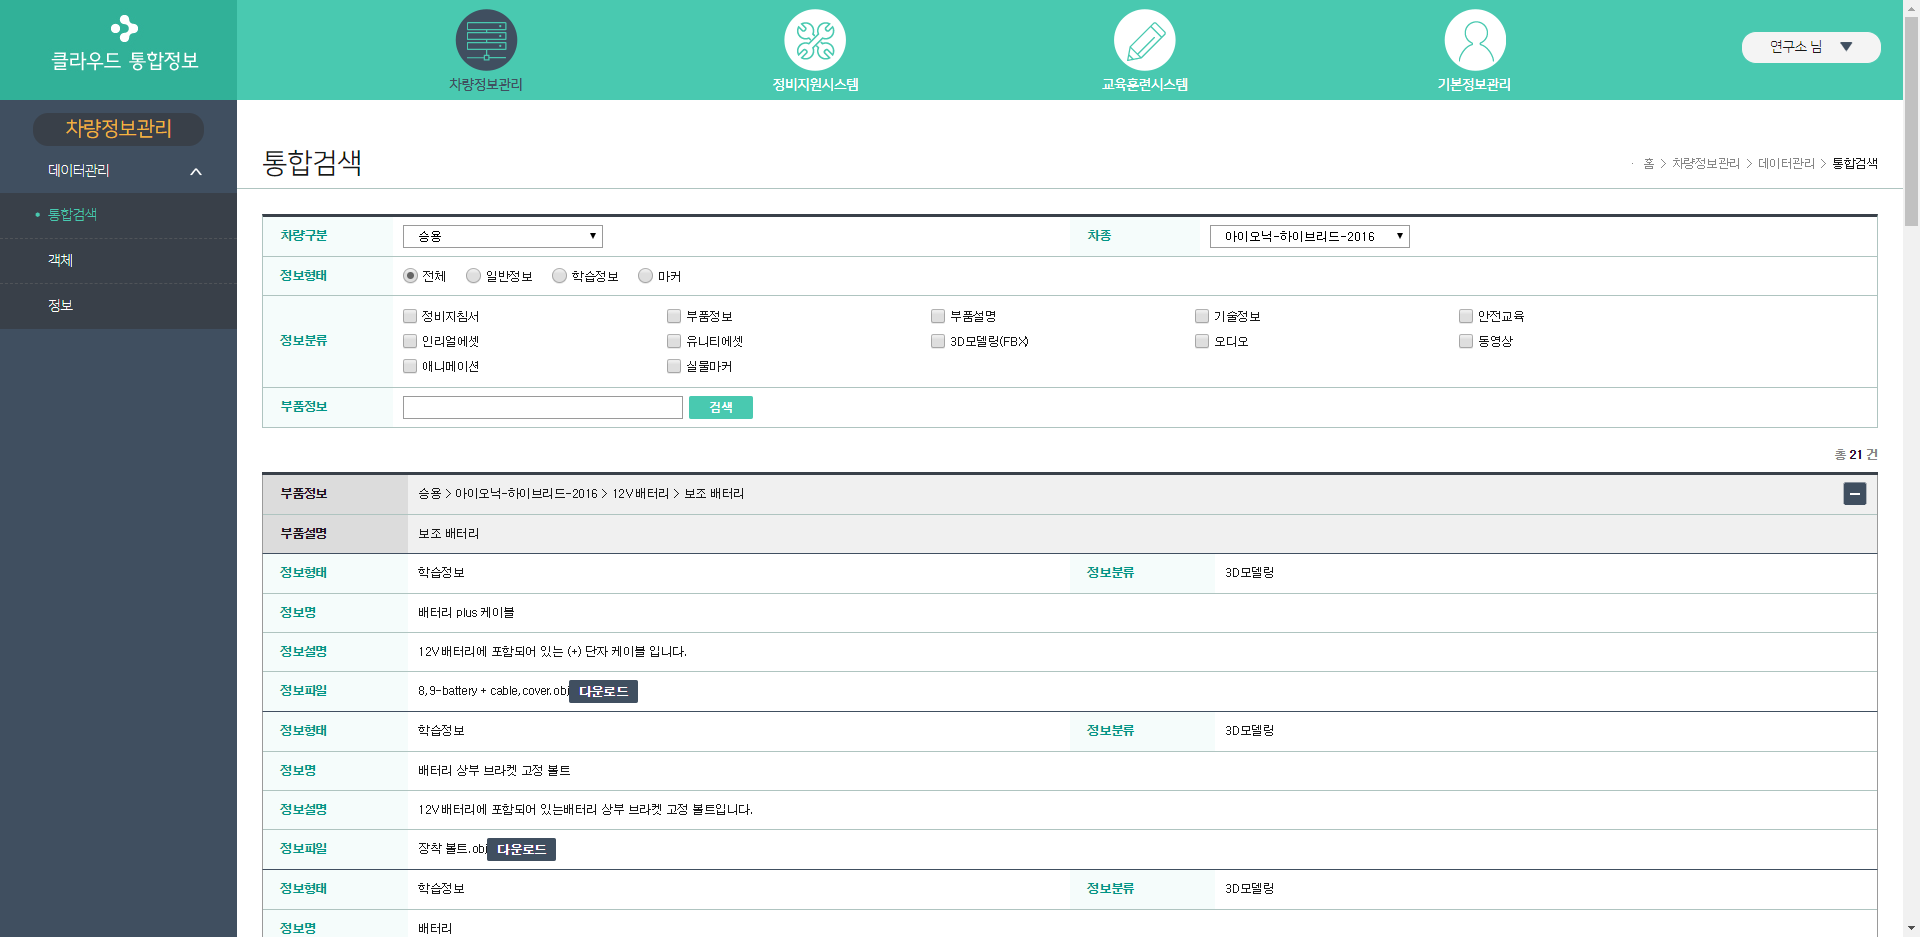 클라우드 통합정보
차량정보관리
정비지원시스템
교육훈련시스템
기본정보관리
연구소 님 ▼
차량정보관리
데이터관리
통합검색
객체
정보
통합검색
· 홈 > 차량정보관리 > 데이터관리 > 통합검색
차량구분 승용 차종 아이오닉-하이브리드-2016
정보형태 전체 일반정보 학습정보 마커
정보분류
정비지침서 부품정보 부품설명 기술정보 안전교육
언리얼에셋 유니티에셋 3D모델링(FBX) 오디오 동영상
애니메이션 실물마커
부품정보 검색
총 21 건
부품정보 승용 > 아이오닉-하이브리드-2016 > 12V 배터리 > 보조 배터리
부품설명 보조 배터리
정보형태 학습정보 정보분류 3D모델링
정보명 배터리 plus 케이블
정보설명 12V 배터리에 포함되어 있는 (+) 단자 케이블 입니다.
정보파일 8,9-battery + cable,cover.obj 다운로드
정보형태 학습정보 정보분류 3D모델링
정보명 배터리 상부 브라켓 고정 볼트
정보설명 12V 배터리에 포함되어 있는배터리 상부 브라켓 고정 볼트입니다.
정보파일 장착 볼트.obj 다운로드
정보형태 학습정보 정보분류 3D모델링
정보명 배터리